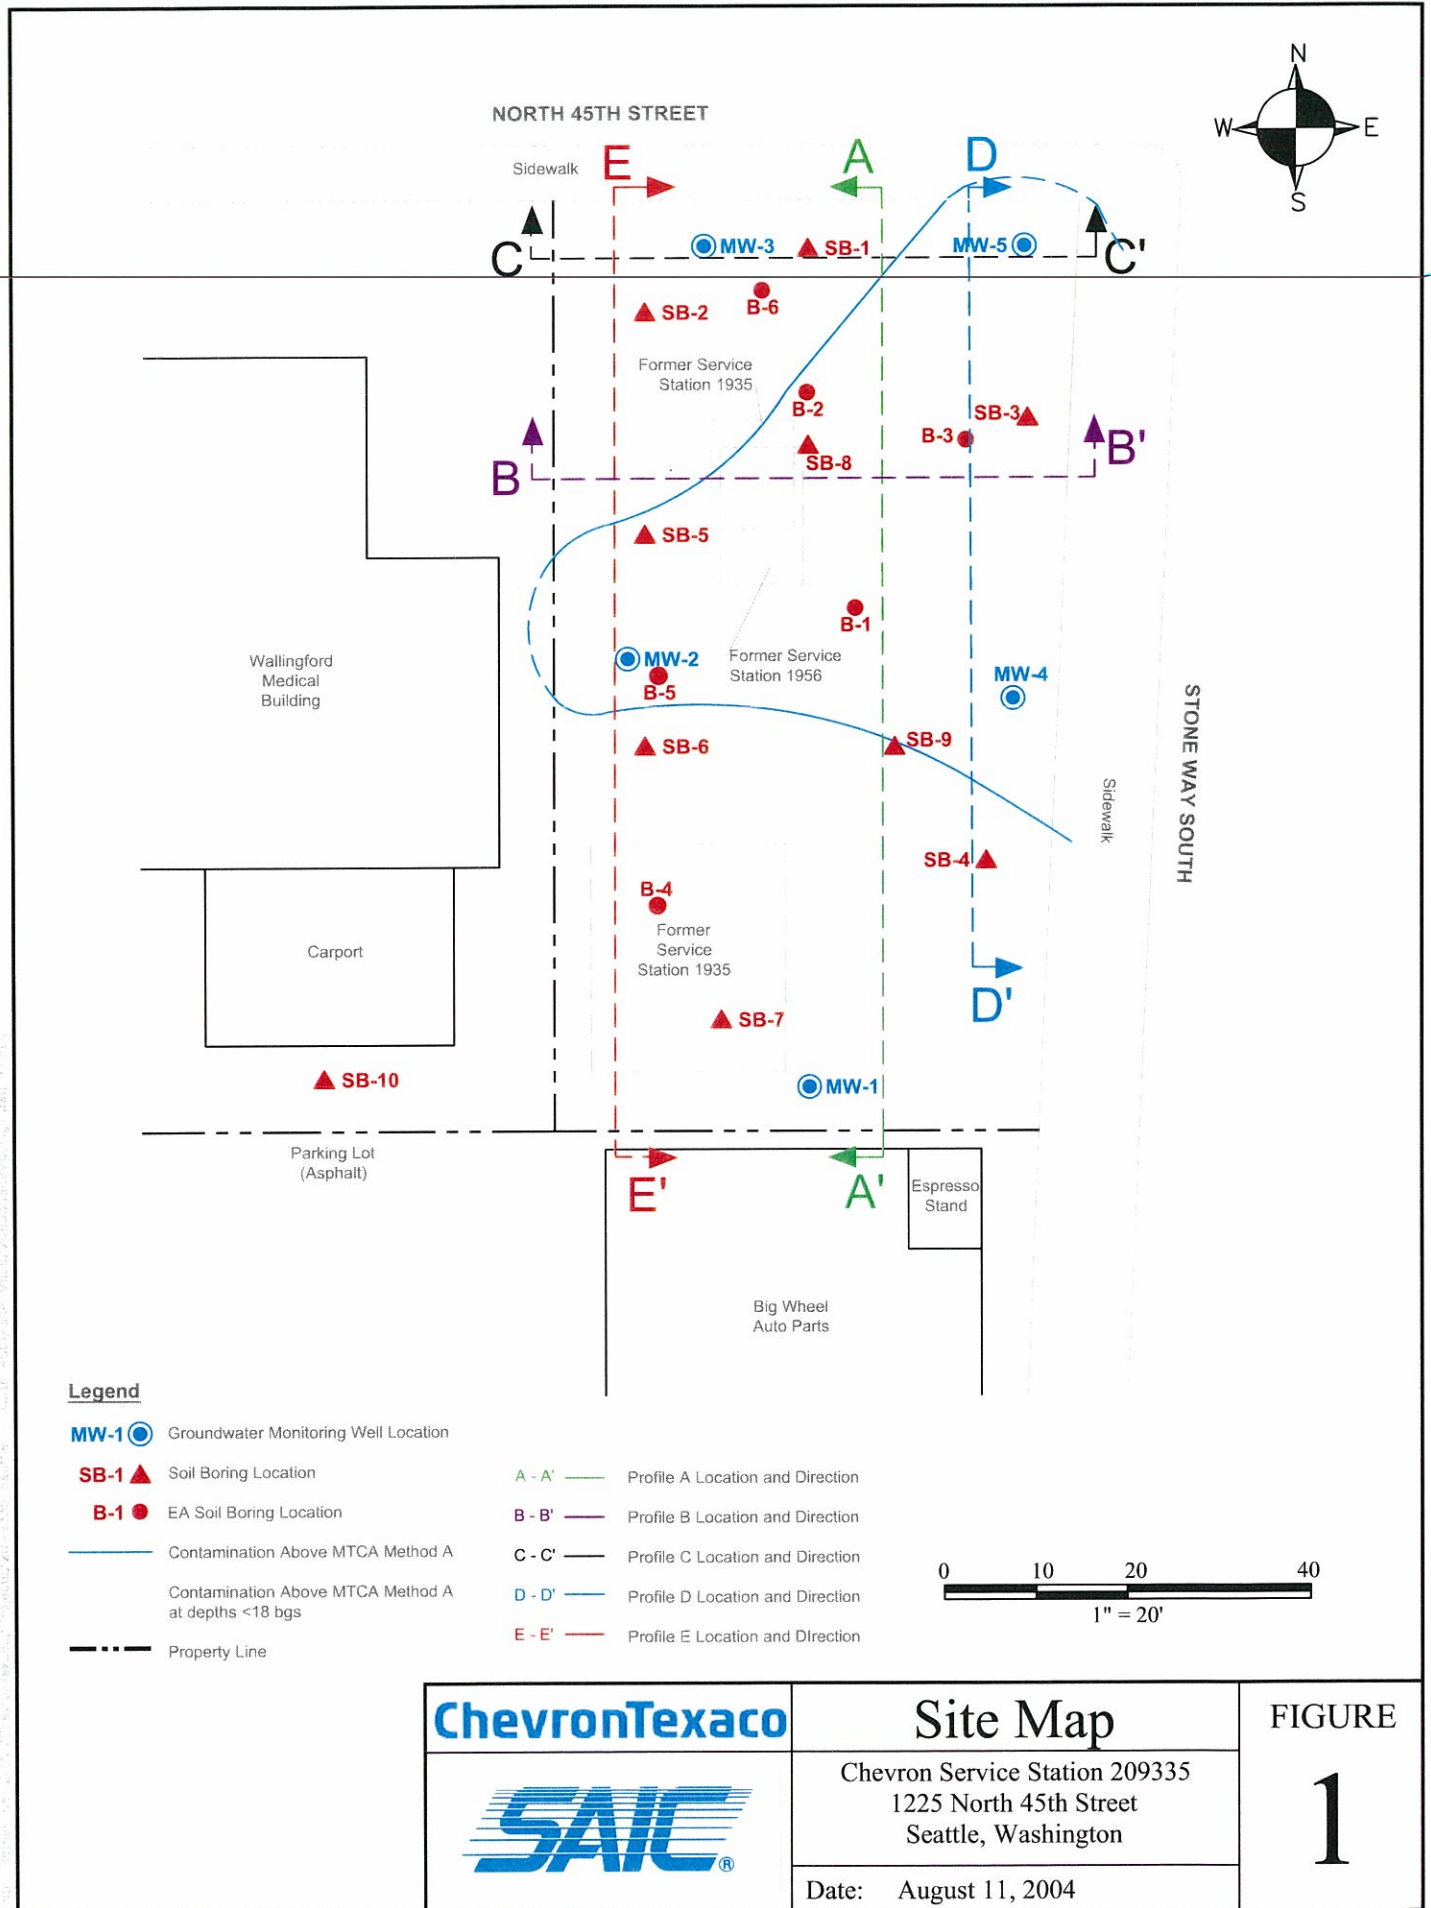 N
W
E
S
NORTH 45TH STREET
Sidewalk
E
A
D
C
MW-3
SB-1
MW-5
C'
SB-2
B-6
Former Service
Station 1935
B-2
SB-3
B-3
SB-8
B
B'
SB-5
B-1
Wallingford
Medical
Building
MW-2
B-5
Former Service
Station 1956
MW-4
STONE WAY SOUTH
SB-6
SB-9
Sidewalk
SB-4
B-4
Former
Service
Station 1935
Carport
D'
SB-7
SB-10
MW-1
Parking Lot
(Asphalt)
E'
A'
Espresso
Stand
Big Wheel
Auto Parts
Legend
MW-1 Groundwater Monitoring Well Location
SB-1 Soil Boring Location
B-1 EA Soil Boring Location
Contamination Above MTCA Method A
Contamination Above MTCA Method A
at depths <18 bgs
Property Line
A - A' Profile A Location and Direction
B - B' Profile B Location and Direction
C - C' Profile C Location and Direction
D - D' Profile D Location and Direction
E - E' Profile E Location and DIrection
0 10 20 40
1" = 20'
ChevronTexaco
SAIC®
Site Map
Chevron Service Station 209335
1225 North 45th Street
Seattle, Washington
Date: August 11, 2004
FIGURE
1